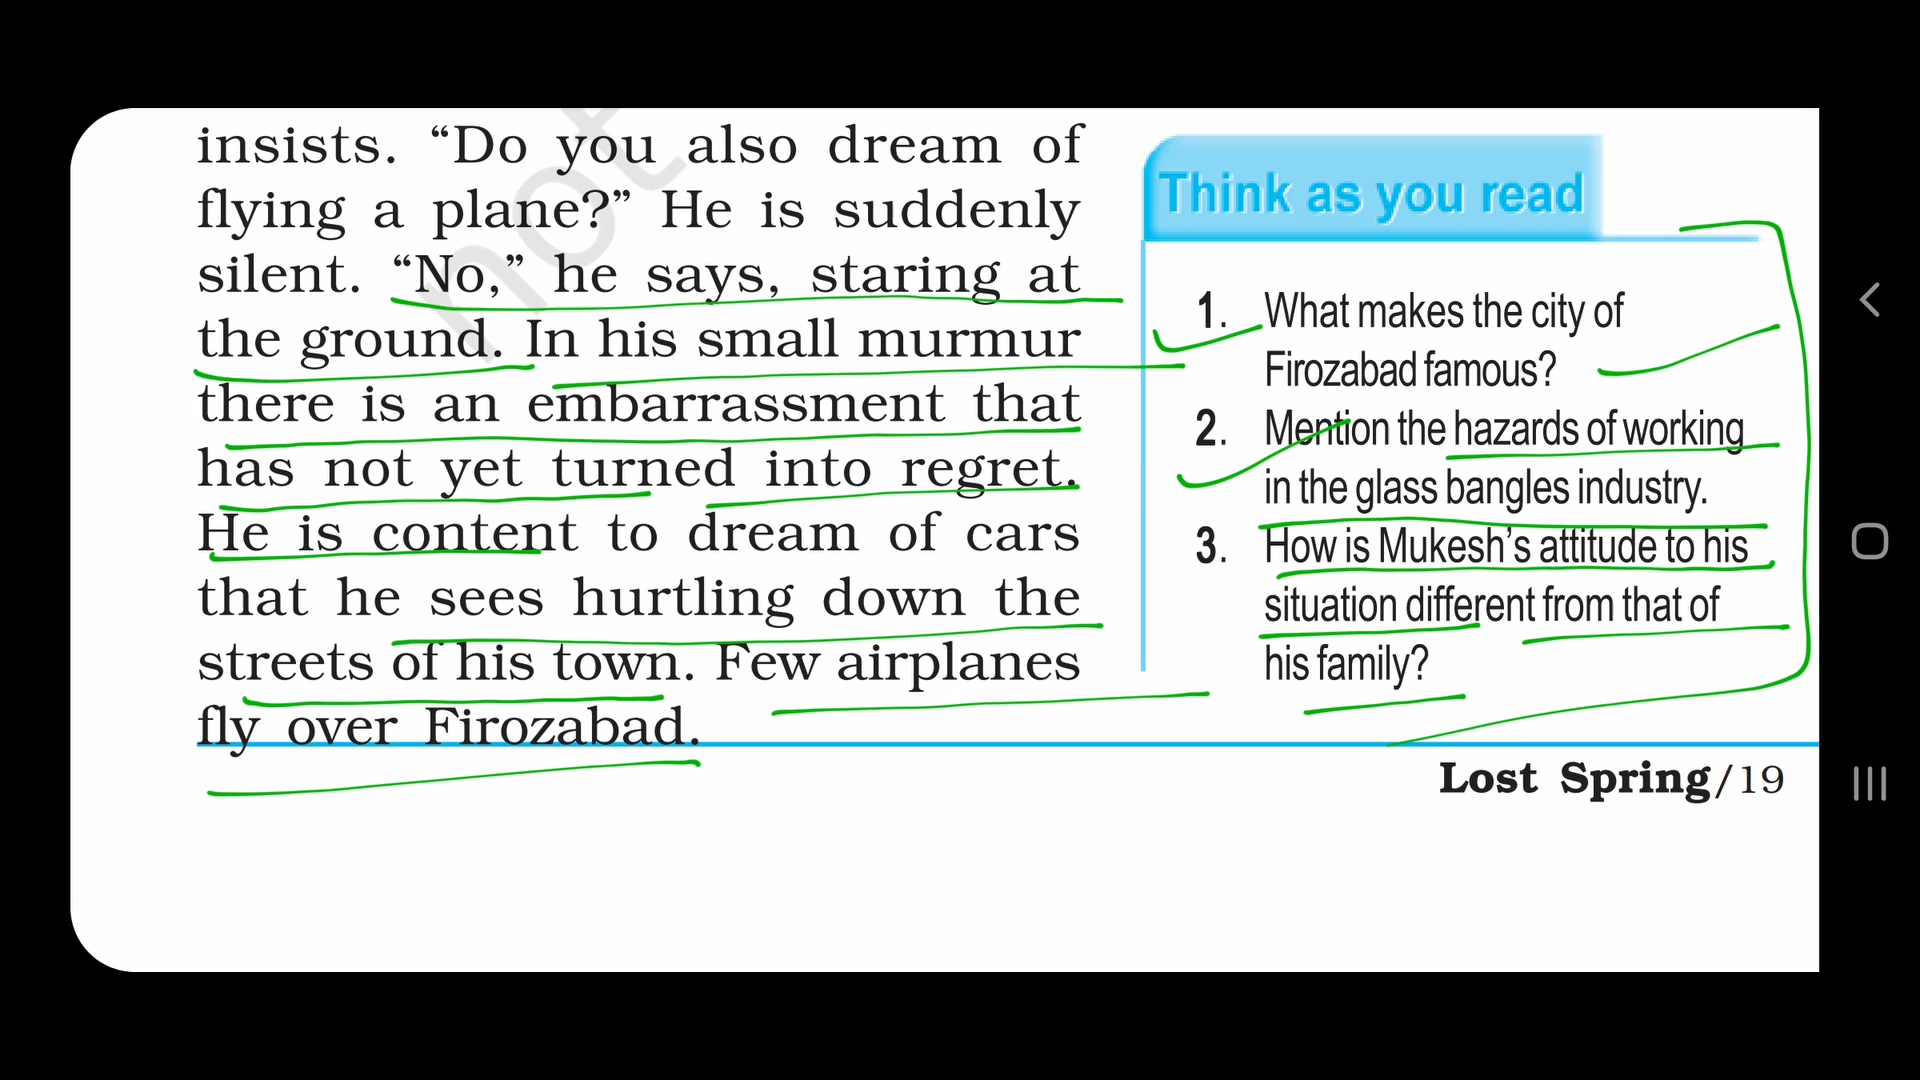 insists. “Do you also dream of
flying a plane?” He is suddenly
silent. “No,” he says, staring at
the ground. In his small murmur
there is an embarrassment that
has not yet turned into regret.
He is content to dream of cars
that he sees hurtling down the
streets of his town. Few airplanes
fly over Firozabad.
Think as you read
1. What makes the city of
Firozabad famous?
2. Mention the hazards of working
in the glass bangles industry.
3. How is Mukesh’s attitude to his
situation different from that of
his family?
Lost Spring/19
not